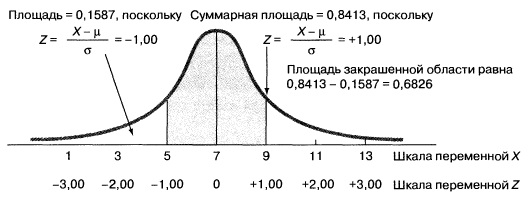 Площадь = 0,1587, поскольку
Z = X – μ / σ = –1,00
Суммарная площадь = 0,8413, поскольку
Z = X – μ / σ = +1,00
Площадь закрашенной области равна
0,8413 – 0,1587 = 0,6826
1 3 5 7 9 11 13 Шкала переменной X
–3,00 –2,00 –1,00 0 +1,00 +2,00 +3,00 Шкала переменной Z